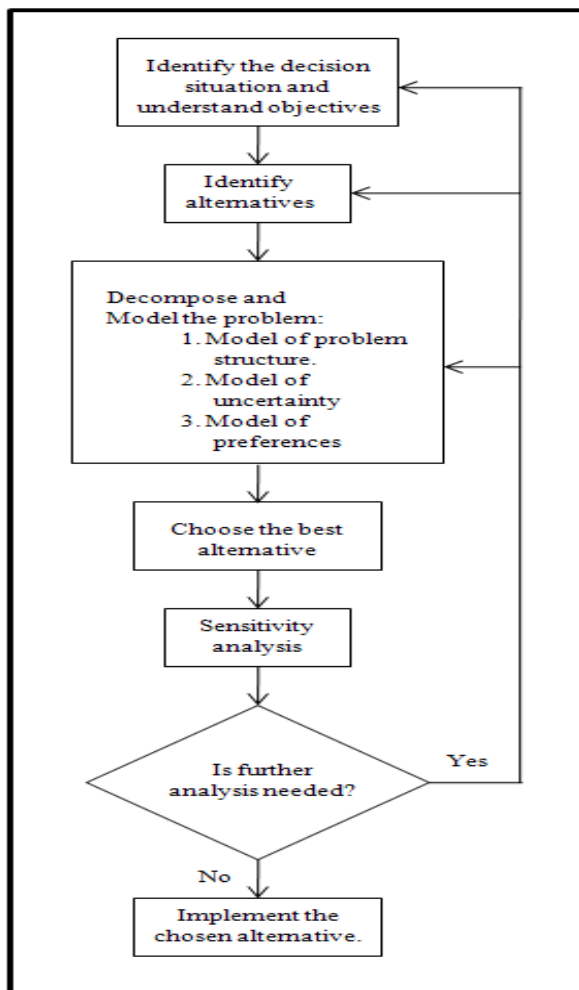 Identify the decision
situation and
understand objectives
Identify
alternatives
Decompose and
Model the problem:
1. Model of problem
structure.
2. Model of
uncertainty
3. Model of
preferences
Choose the best
alternative
Sensitivity
analysis
Is further
analysis needed?
Yes
No
Implement the
chosen alternative.